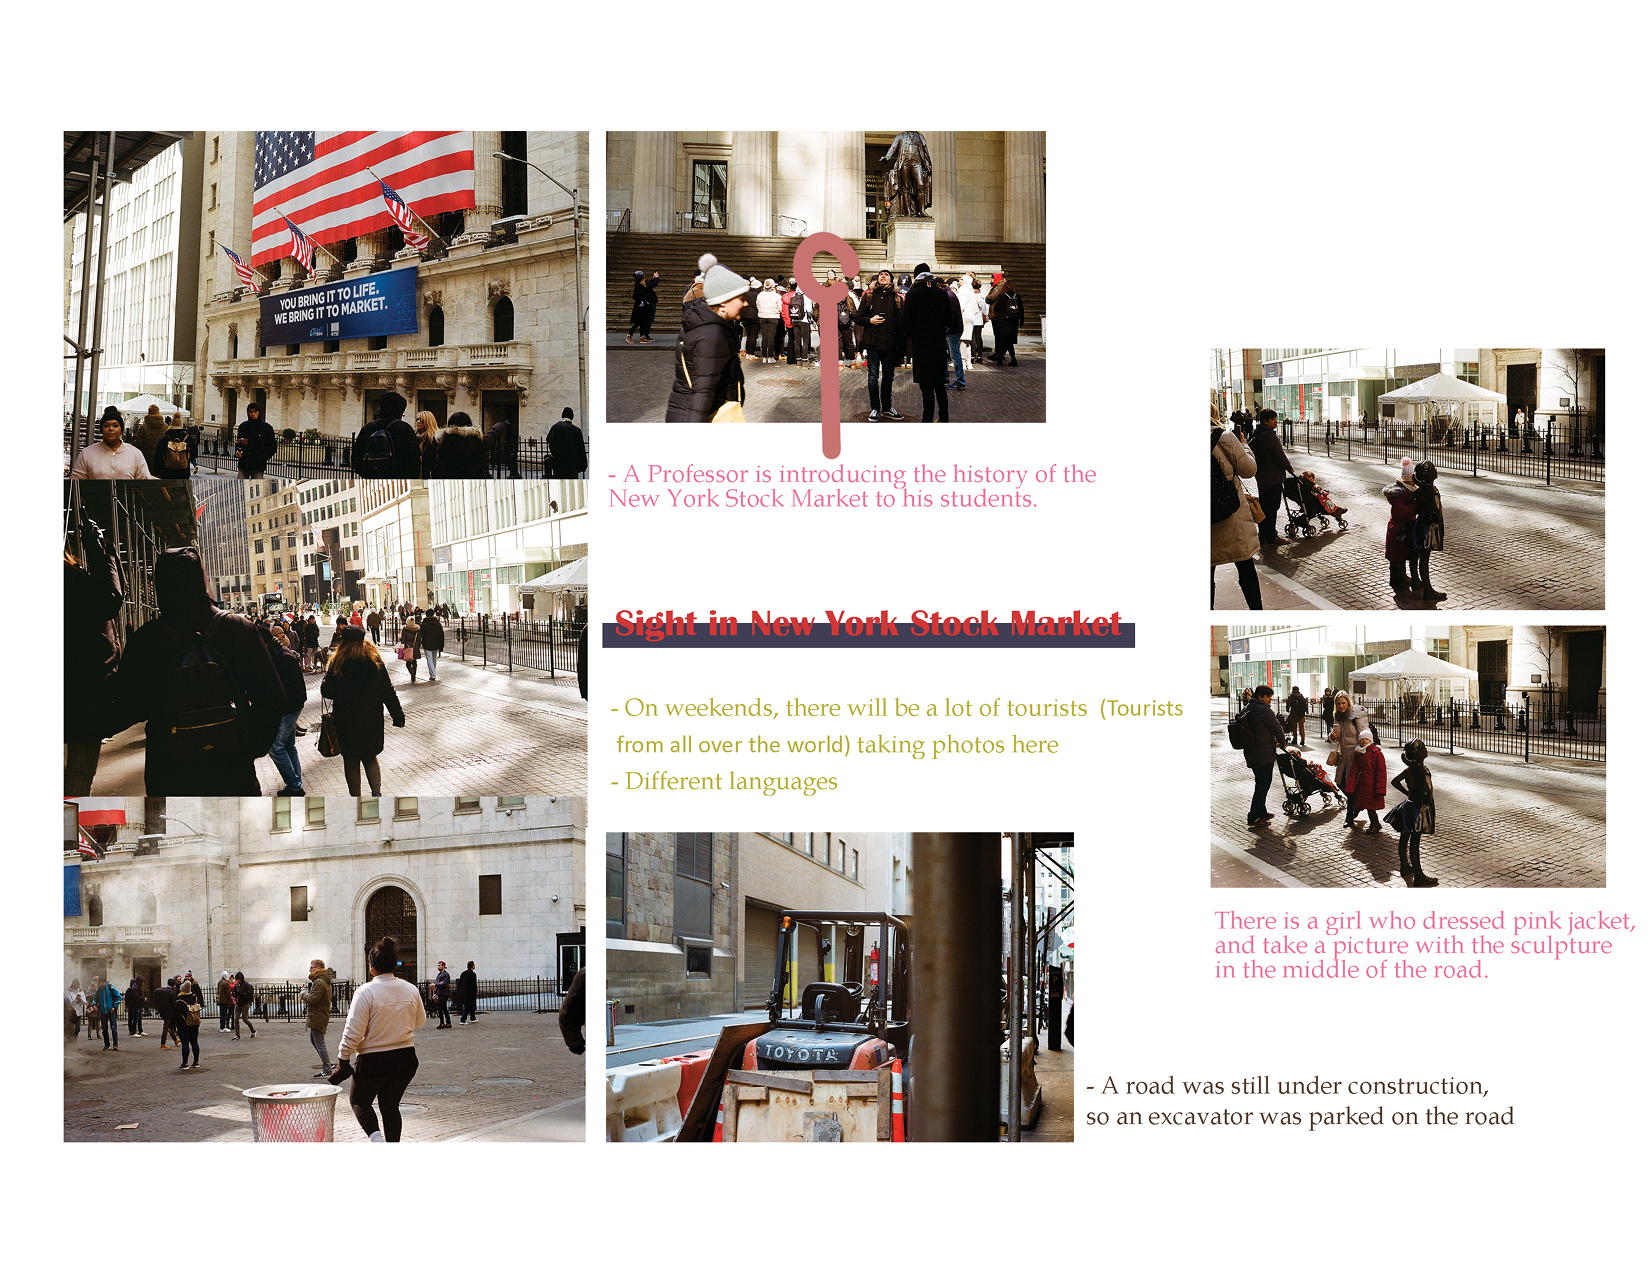 YOU BRING IT TO LIFE.
WE BRING IT TO MARKET.
NYSE
- A Professor is introducing the history of the
New York Stock Market to his students.
Sight in New York Stock Market
- On weekends, there will be a lot of tourists (Tourists
from all over the world) taking photos here
- Different languages
There is a girl who dressed pink jacket,
and take a picture with the sculpture
in the middle of the road.
TOYOTA
- A road was still under construction,
so an excavator was parked on the road